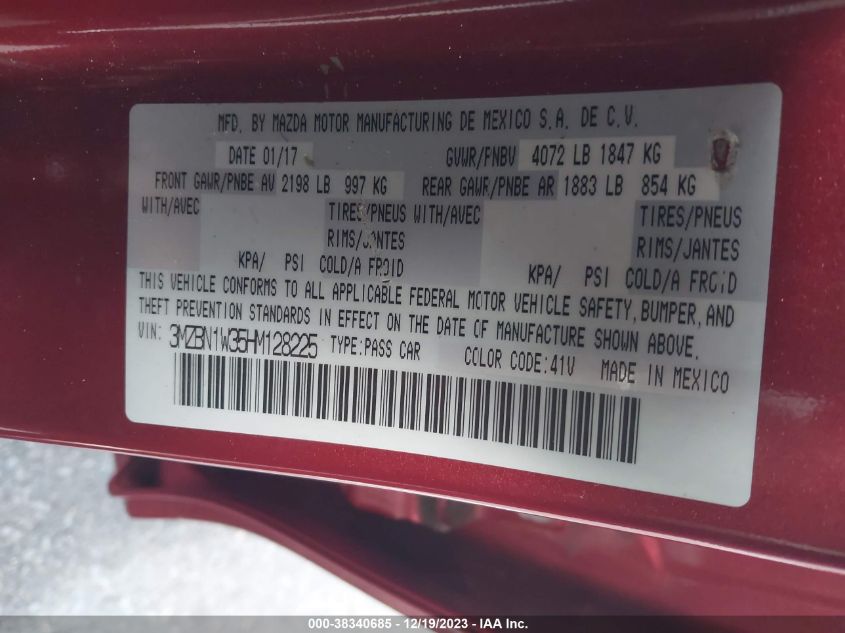 MFD. BY MAZDA MOTOR MANUFACTURING DE MEXICO S.A. DE C.V.
DATE 01/17 GVWR/PNBV 4072 LB 1847 KG
FRONT GAWR/PNBE AV 2198 LB 997 KG REAR GAWR/PNBE AR 1883 LB 854 KG
WITH/AVEC TIRES/PNEUS WITH/AVEC TIRES/PNEUS
RIMS/JANTES RIMS/JANTES
KPA/ PSI COLD/A FROID KPA/ PSI COLD/A FROID
THIS VEHICLE CONFORMS TO ALL APPLICABLE FEDERAL MOTOR VEHICLE SAFETY, BUMPER, AND
THEFT PREVENTION STANDARDS IN EFFECT ON THE DATE OF MANUFACTURE SHOWN ABOVE.
VIN: 3MZBN1W35HM128225 TYPE:PASS CAR COLOR CODE:41V MADE IN MEXICO
000-38340685 - 12/19/2023 - IAA Inc.